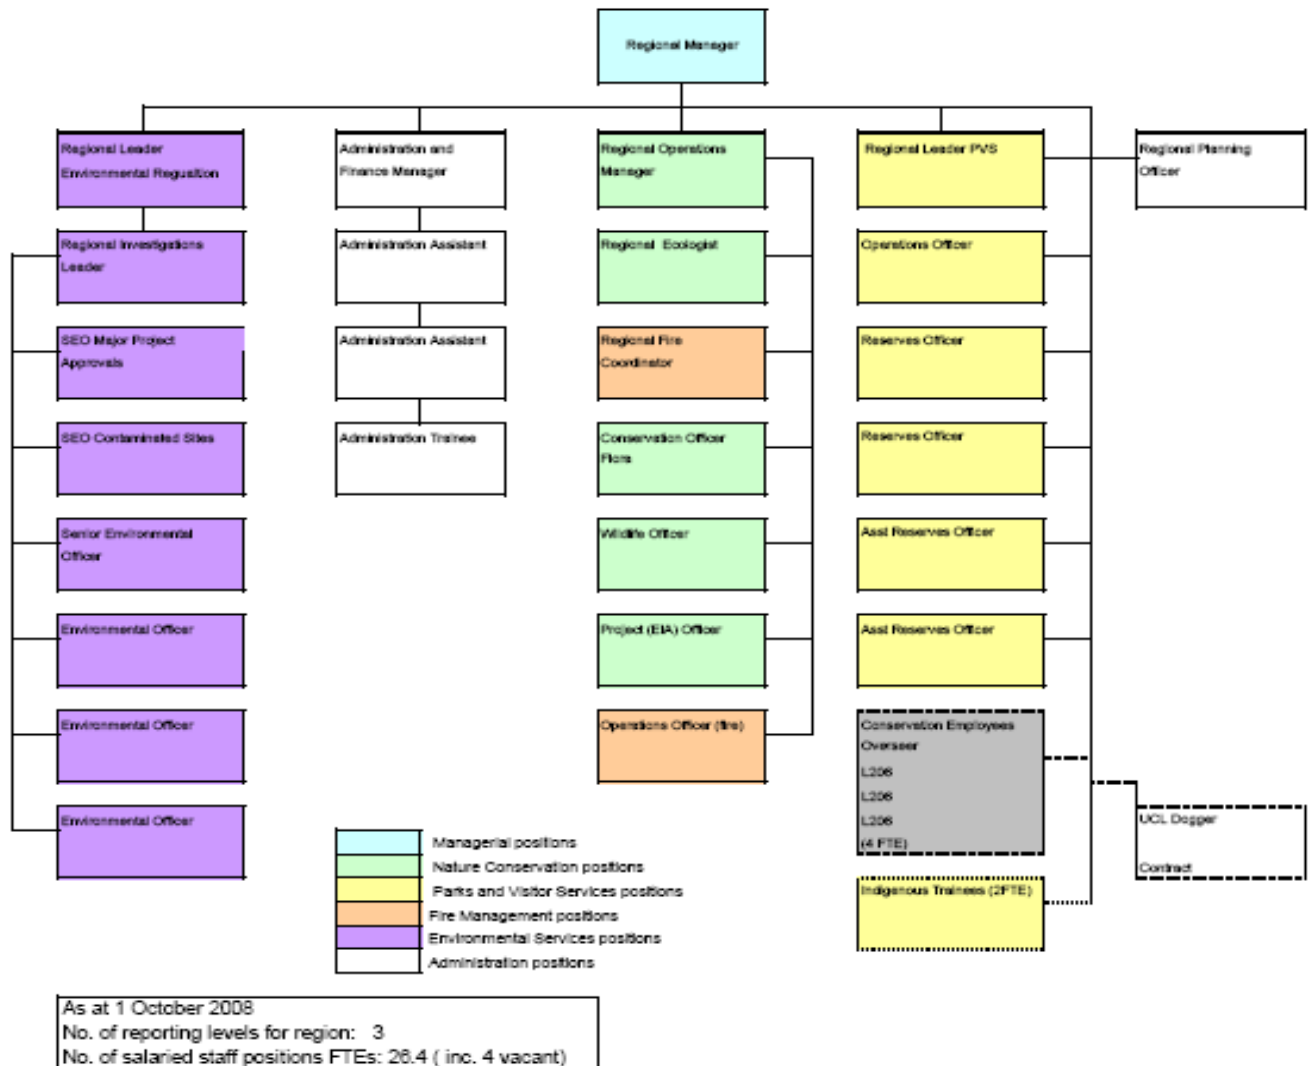 Regional Manager
Regional Leader
Environmental Regualtion
Administration and
Finance Manager
Regional Operations
Manager
Regional Leader PVS
Regional Planning
Officer
Regional Investigations
Leader
Administration Assistant
Regional Ecologist
Operations Officer
SEO Major Project
Approvals
Administration Assistant
Regional Fire
Coordinator
Reserves Officer
SEO Contaminated Sites
Administration Trainee
Conservation Officer
Flora
Reserves Officer
Senior Environmental
Officer
Wildlife Officer
Asst Reserves Officer
Environmental Officer
Project (EIA) Officer
Asst Reserves Officer
Environmental Officer
Operations Officer (fire)
Conservation Employees
Overseer
L206
L206
L206
(4 FTE)
Environmental Officer
UCL Dogger
Contract
Indigenous Trainees (2FTE)
Managerial positions
Nature Conservation positions
Parks and Visitor Services positions
Fire Management positions
Environmental Services positions
Administration positions
As at 1 October 2008
No. of reporting levels for region: 3
No. of salaried staff positions FTEs: 26.4 ( inc. 4 vacant)